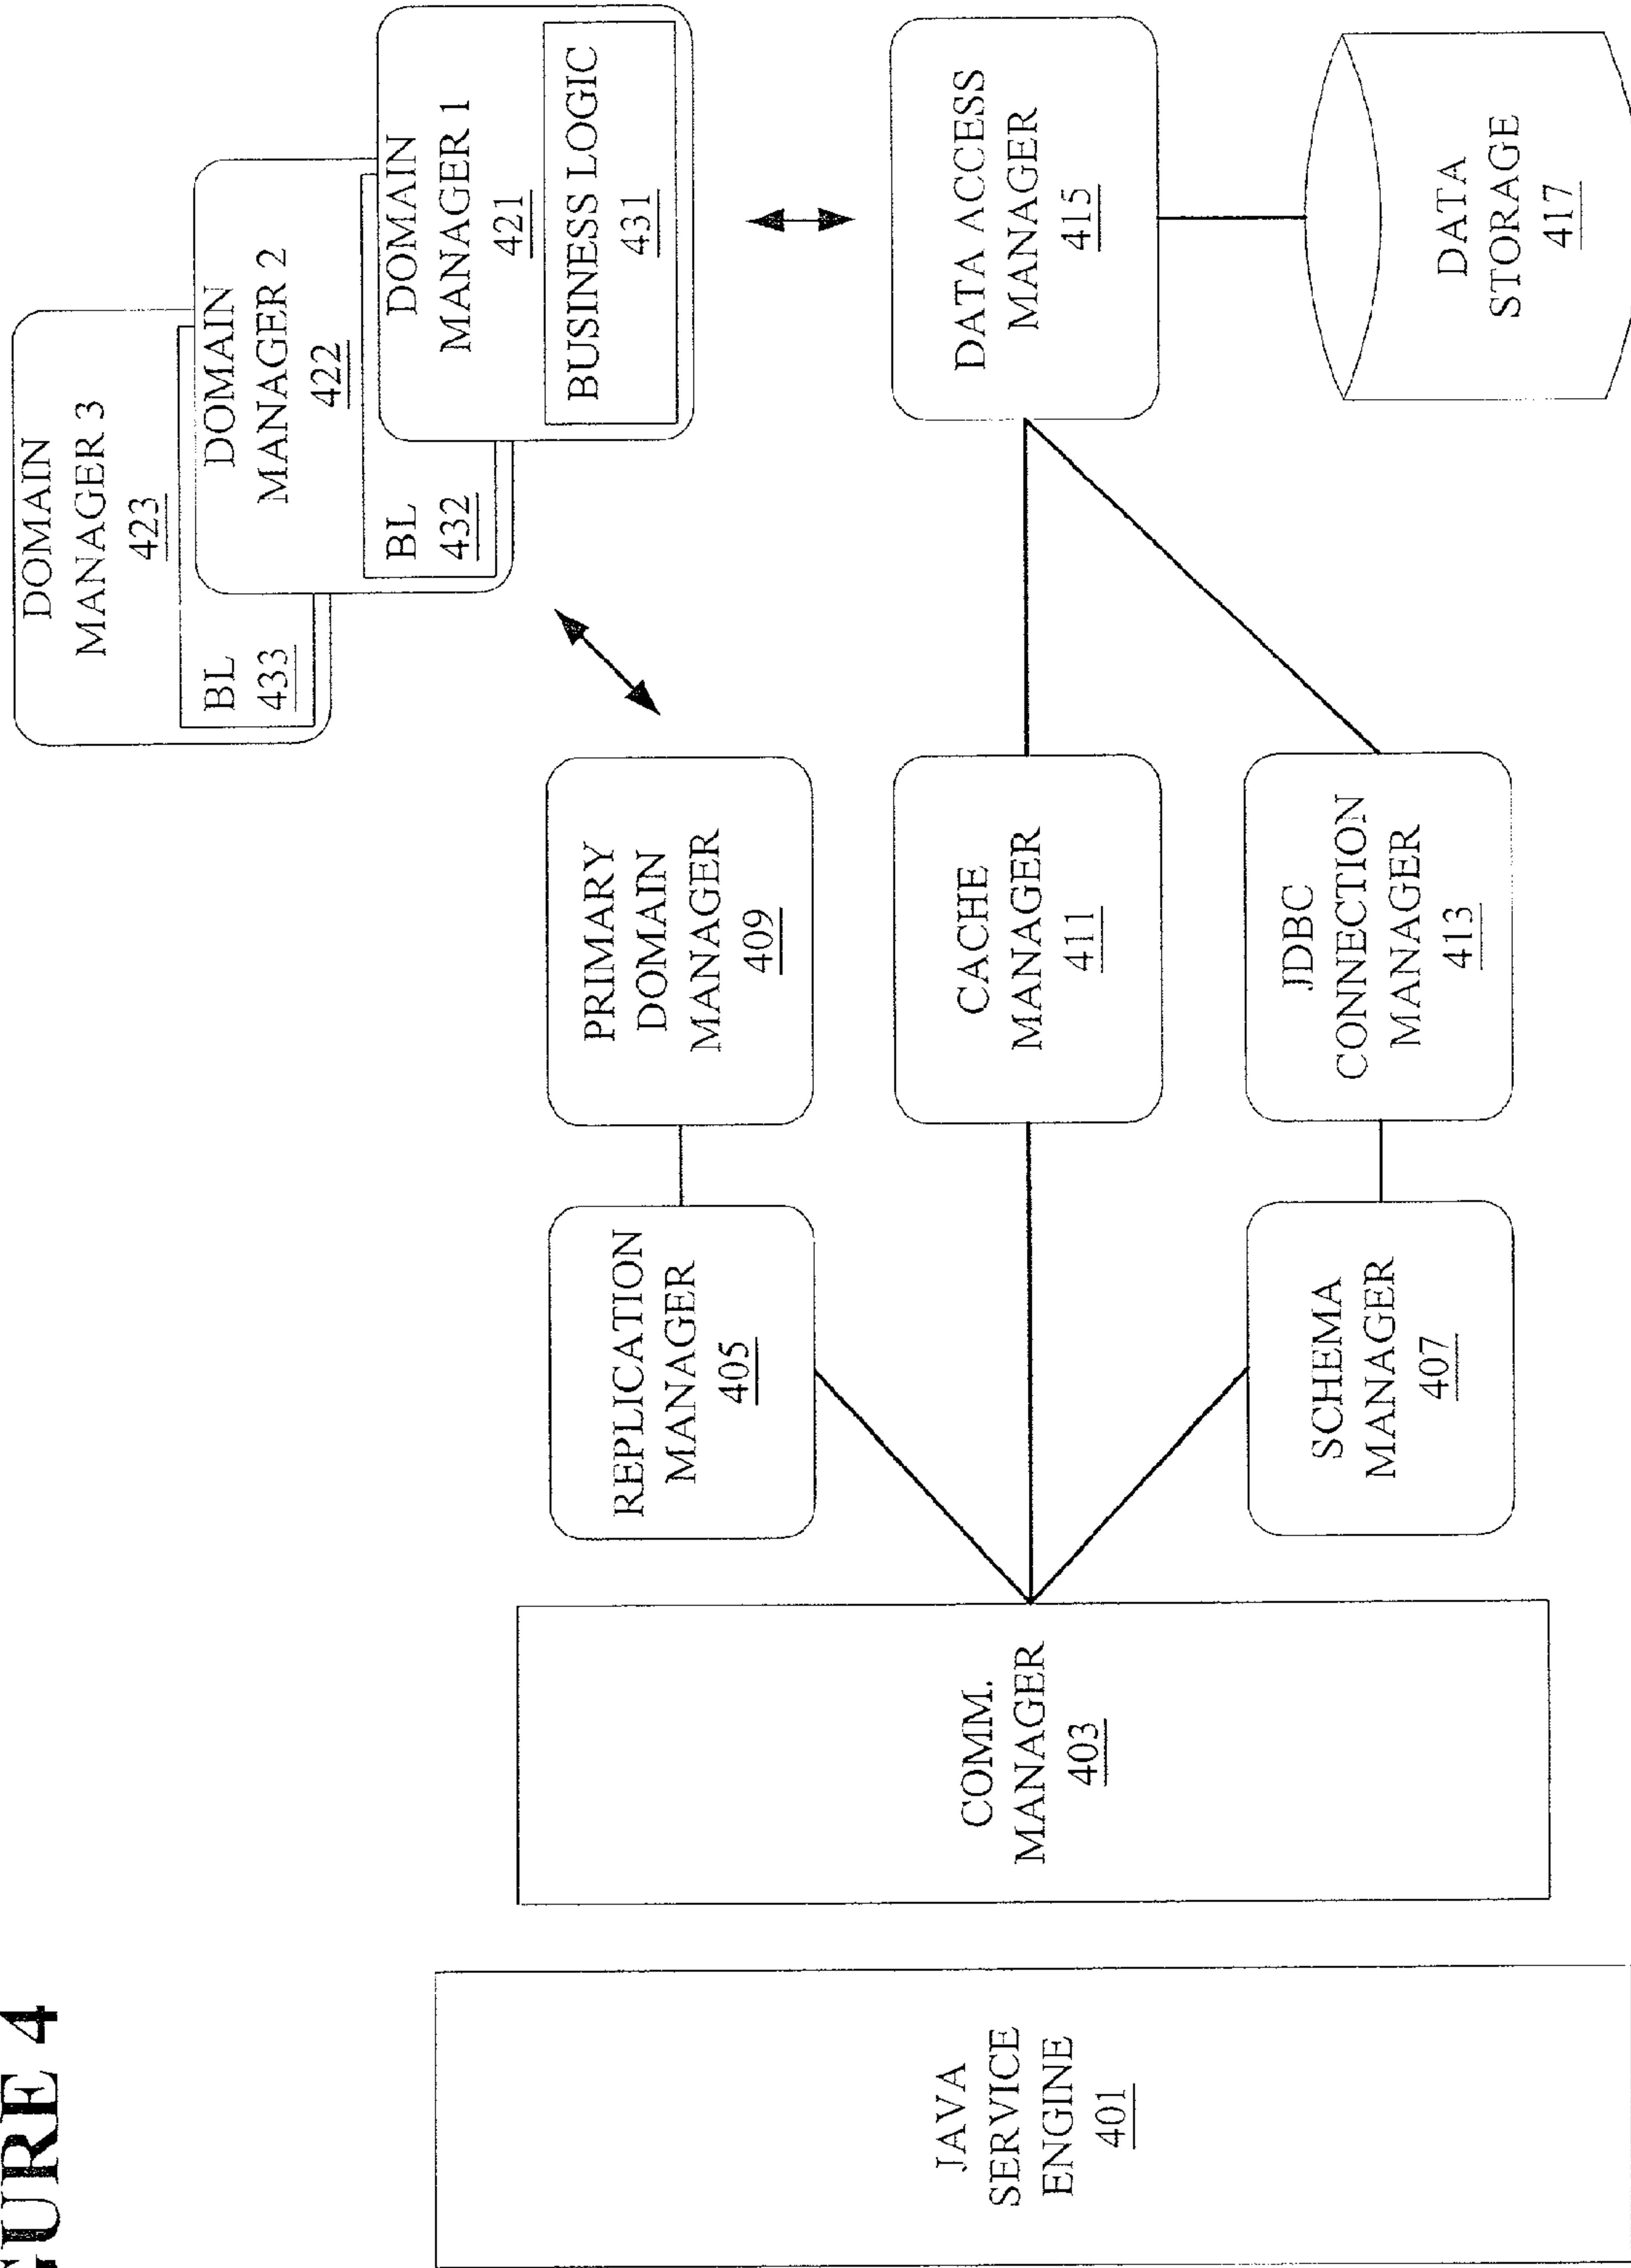 GURE 4
DOMAIN
MANAGER 3
423
BL
433
DOMAIN
MANAGER 2
422
BL
432
DOMAIN
MANAGER 1
421
BUSINESS LOGIC
431
REPLICATION
MANAGER
405
PRIMARY
DOMAIN
MANAGER
409
JAVA
SERVICE
ENGINE
401
COMM.
MANAGER
403
CACHE
MANAGER
411
DATA ACCESS
MANAGER
415
SCHEMA
MANAGER
407
JDBC
CONNECTION
MANAGER
413
DATA
STORAGE
417